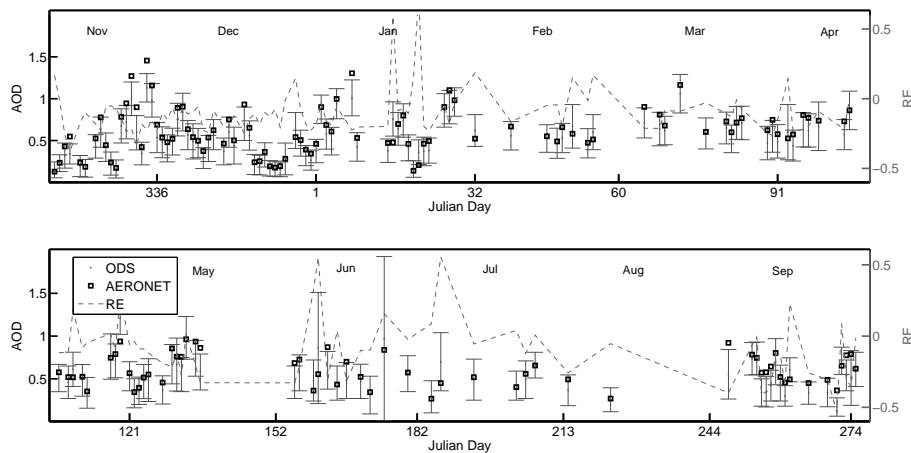 Nov Dec Jan Feb Mar Apr
AOD
1.5
1
0.5
0.5
0
-0.5
RE
336 1 32 60 91
Julian Day
ODS
AERONET
RE
May Jun Jul Aug Sep
AOD
1.5
1
0.5
0.5
0
-0.5
RE
121 152 182 213 244 274
Julian Day